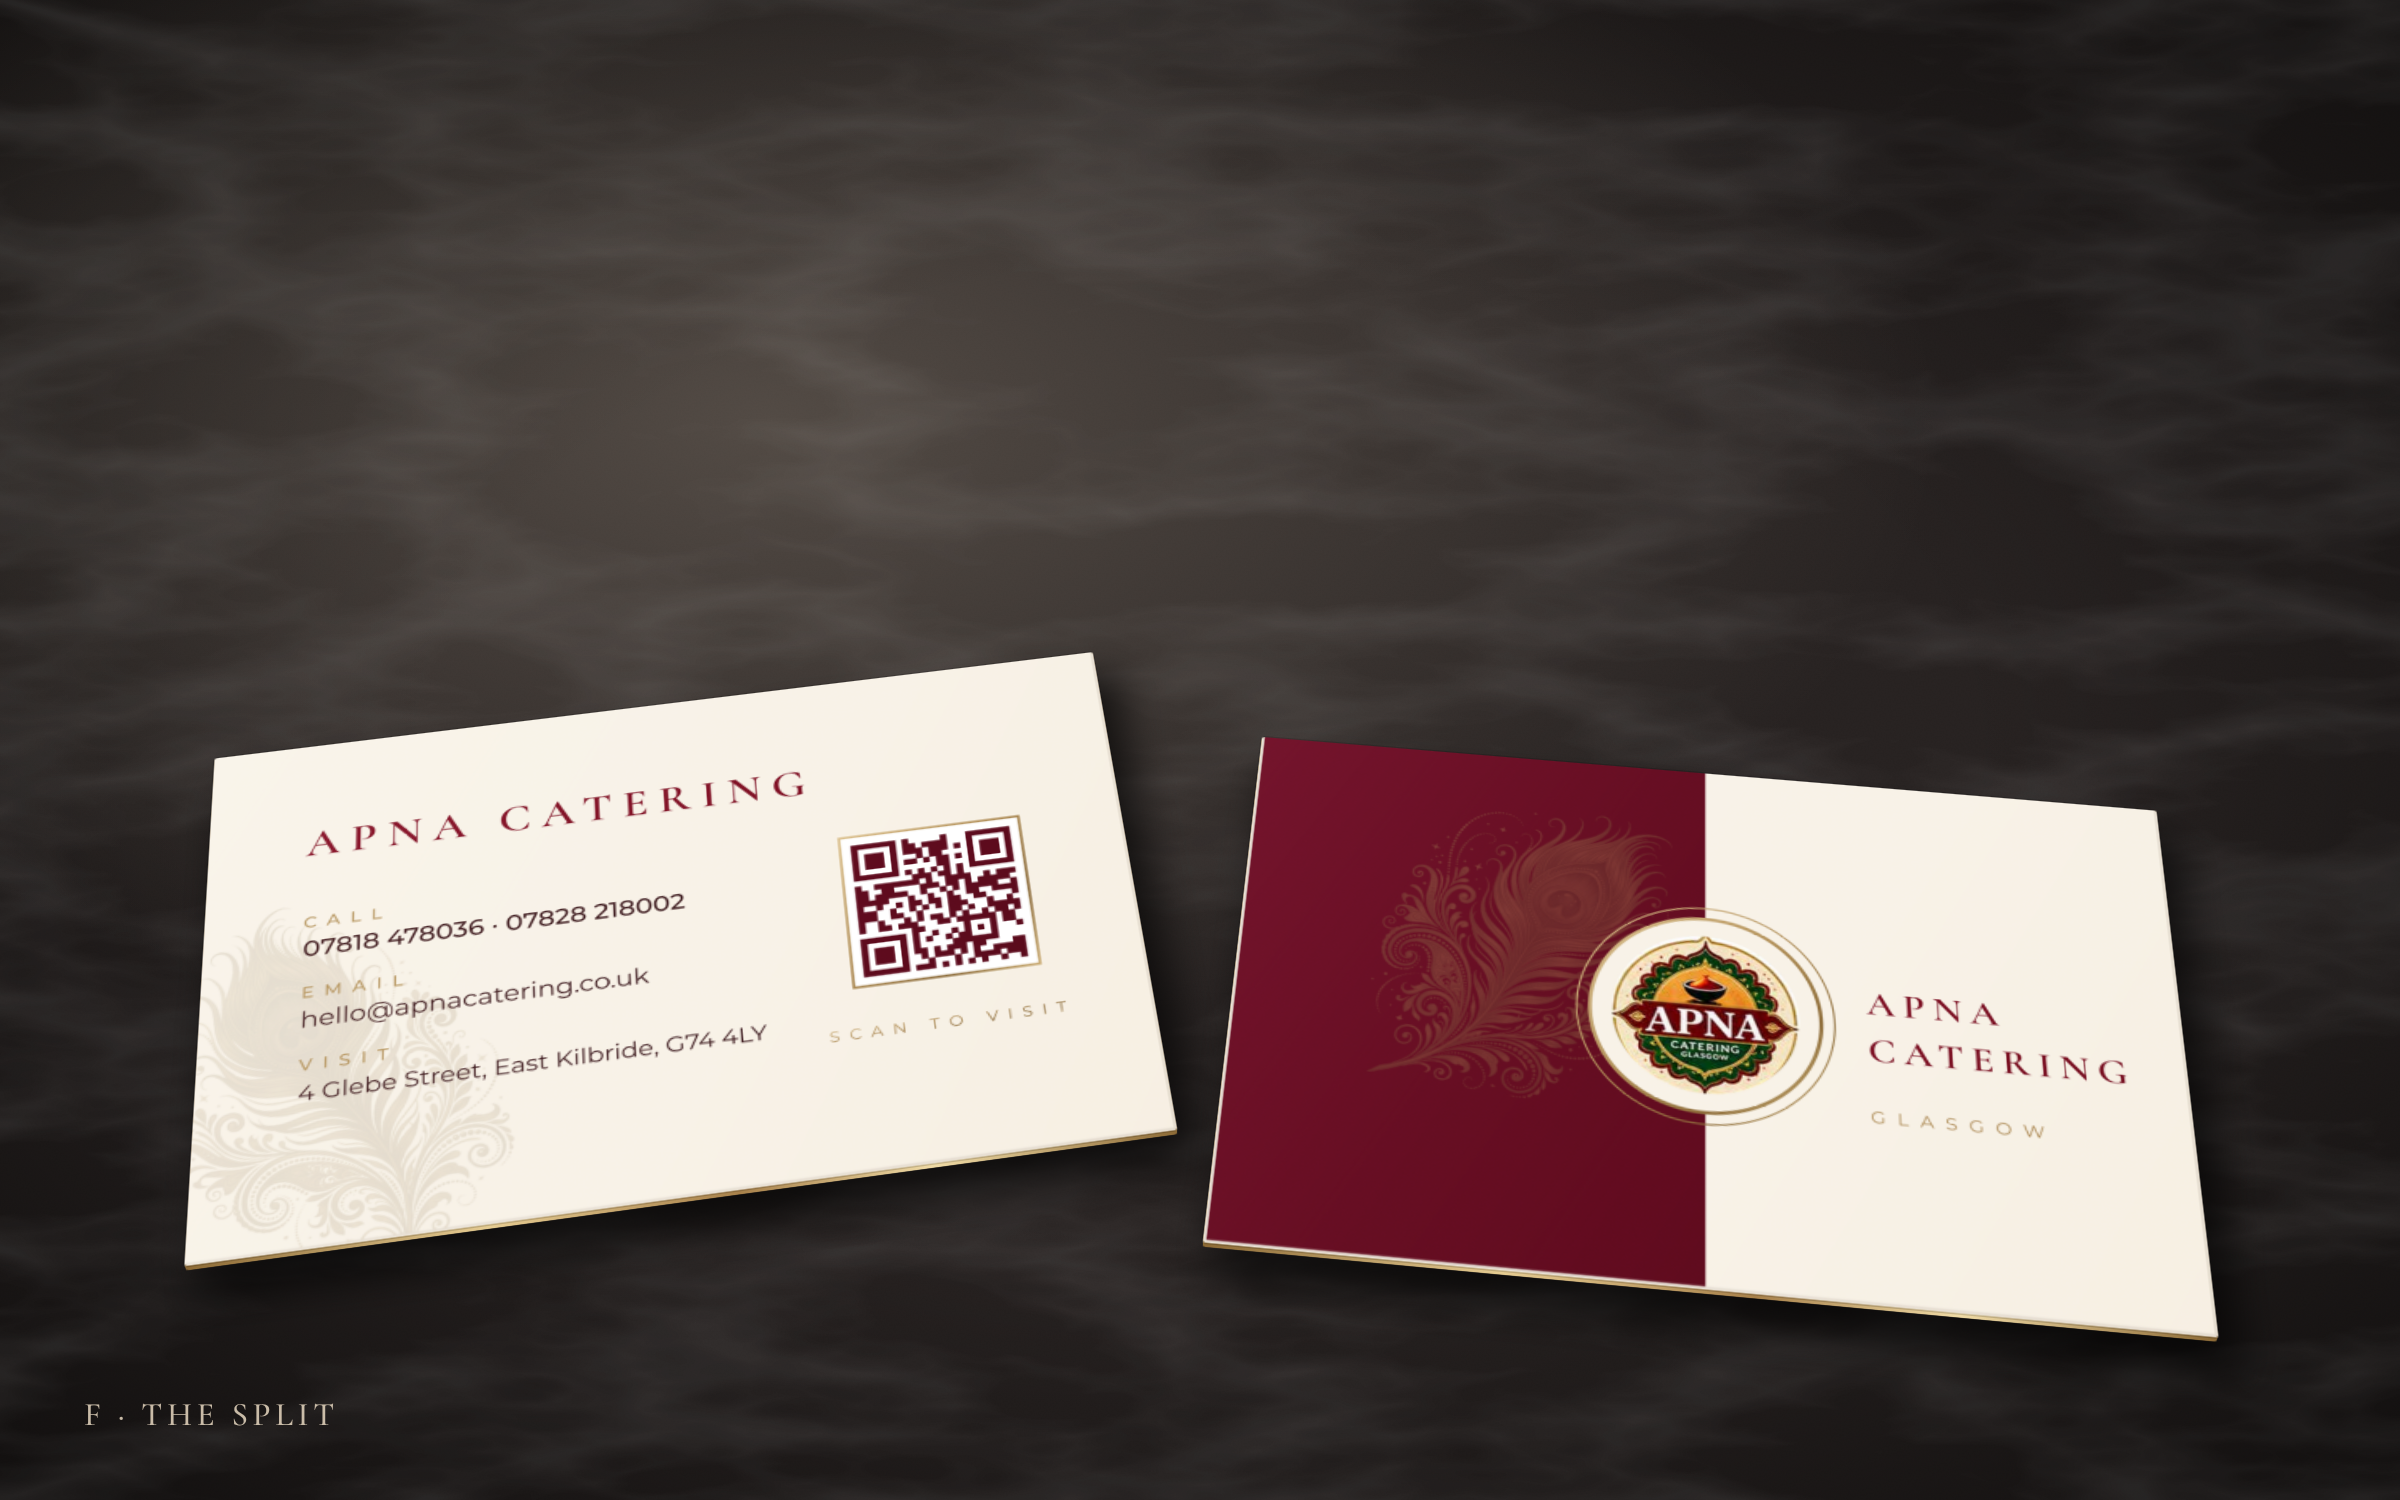 APNA CATERING
CALL
07818 478036 · 07828 218002
EMAIL
hello@apnacatering.co.uk
VISIT
4 Glebe Street, East Kilbride, G74 4LY
SCAN TO VISIT
APNA
CATERING
GLASGOW
APNA
CATERING
GLASGOW
F · THE SPLIT